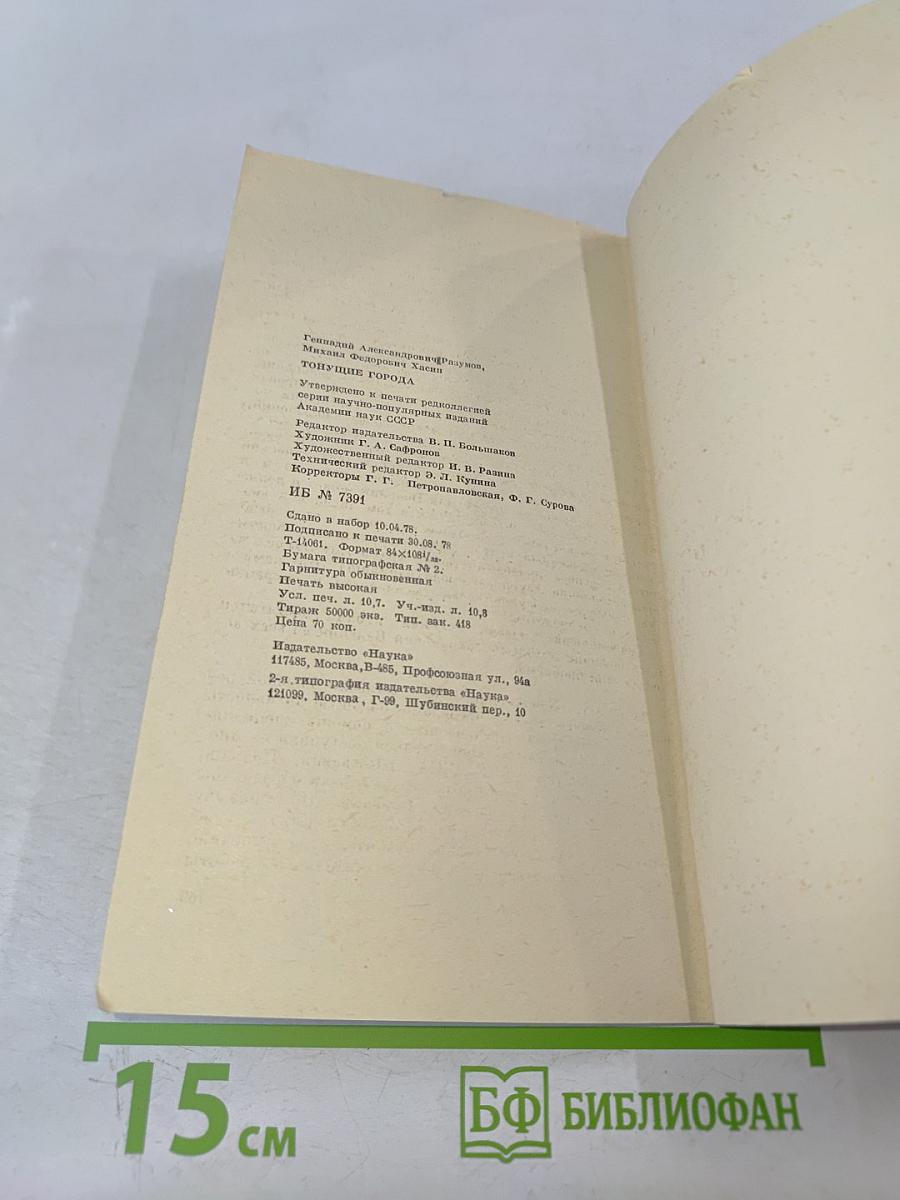 Геннадий Александрович Разумов,
Михаил Федорович Хасин
ТОНУЩИЕ ГОРОДА
Утверждено к печати редколлегией
серии научно-популярных изданий
Академии наук СССР
Редактор издательства В. П. Большаков
Художник Г. А. Сафронов
Художественный редактор И. В. Разина
Технический редактор Э. Л. Кунина
Корректоры Г. Г. Петропавловская, Ф. Г. Сурова
ИБ № 7391
Сдано в набор 10.04.78.
Подписано к печати 30.08.78
Т-14061. Формат 84×108¹/₃₂.
Бумага типографская № 2.
Гарнитура обыкновенная
Печать высокая
Усл. печ. л. 10,7. Уч.-изд. л. 10,8
Тираж 50000 экз. Тип. зак. 418
Цена 70 коп.
Издательство «Наука»
117485, Москва, В-485, Профсоюзная ул., 94а
2-я типография издательства «Наука»
121099, Москва, Г-99, Шубинский пер., 10
15 см
БФ БИБЛИОФАН